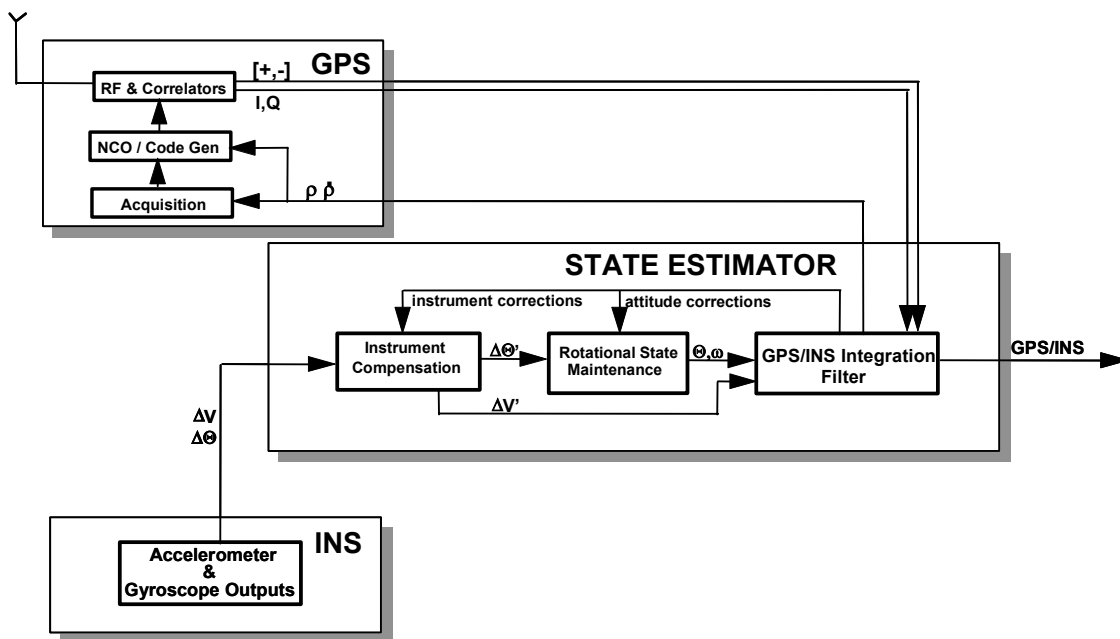 GPS
[+,-]
RF & Correlators
I,Q
NCO / Code Gen
ρ ρ̇
Acquisition
STATE ESTIMATOR
instrument corrections
attitude corrections
Instrument
Compensation
ΔΘ’
Rotational State
Maintenance
Θ,ω
GPS/INS Integration
Filter
GPS/INS
ΔV’
ΔV
ΔΘ
INS
Accelerometer
&
Gyroscope Outputs